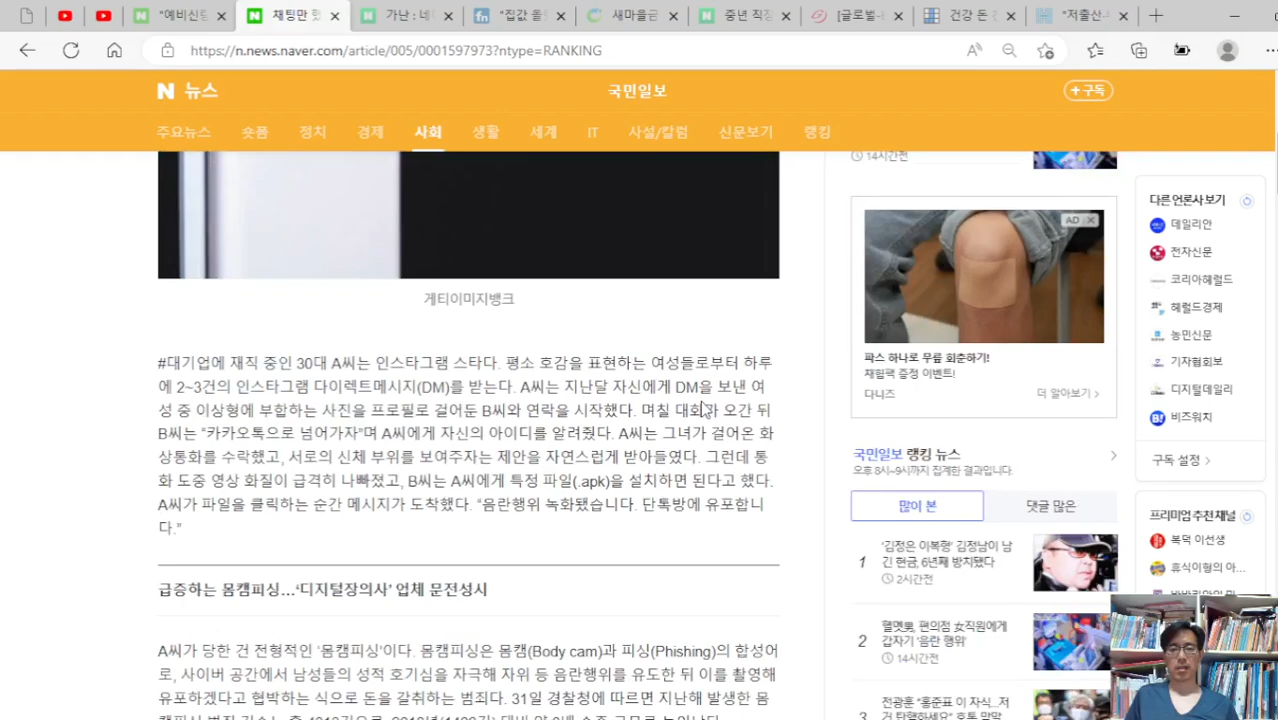 "예비신랑
채팅만 했
가난 : 네
"집값 올
새마을금
중년 직장
[글로벌-
건강 돈
"저출산
https://n.news.naver.com/article/005/0001597973?ntype=RANKING
N 뉴스
국민일보
+ 구독
주요뉴스 숏폼 정치 경제 사회 생활 세계 IT 사설/칼럼 신문보기 랭킹
14시간전
게티이미지뱅크
#대기업에 재직 중인 30대 A씨는 인스타그램 스타다. 평소 호감을 표현하는 여성들로부터 하루
에 2~3건의 인스타그램 다이렉트메시지(DM)를 받는다. A씨는 지난달 자신에게 DM을 보낸 여
성 중 이상형에 부합하는 사진을 프로필로 걸어둔 B씨와 연락을 시작했다. 며칠 대화가 오간 뒤
B씨는 “카카오톡으로 넘어가자”며 A씨에게 자신의 아이디를 알려줬다. A씨는 그녀가 걸어온 화
상통화를 수락했고, 서로의 신체 부위를 보여주자는 제안을 자연스럽게 받아들였다. 그런데 통
화 도중 영상 화질이 급격히 나빠졌고, B씨는 A씨에게 특정 파일(.apk)을 설치하면 된다고 했다.
A씨가 파일을 클릭하는 순간 메시지가 도착했다. “음란행위 녹화됐습니다. 단톡방에 유포합니
다.”
급증하는 몸캠피싱…‘디지털장의사’ 업체 문전성시
A씨가 당한 건 전형적인 ‘몸캠피싱’이다. 몸캠피싱은 몸캠(Body cam)과 피싱(Phishing)의 합성어
로, 사이버 공간에서 남성들의 성적 호기심을 자극해 자위 등 음란행위를 유도한 뒤 이를 촬영해
유포하겠다고 협박하는 식으로 돈을 갈취하는 범죄다. 31일 경찰청에 따르면 지난해 발생한 몸
AD
파스 하나로 무릎 회춘하기!
재림팩 증정 이벤트!
다니즈
더 알아보기
국민일보 랭킹 뉴스
오후 8시~9시까지 집계한 결과입니다.
많이 본
댓글 많은
1
‘김정은 이복형’ 김정남이 남
긴 현금, 6년째 방치됐다
2시간전
2
헬멧男, 편의점 女직원에게
갑자기 ‘음란 행위’
14시간전
3
전광훈 “홍준표 이 자식...저
다른 언론사 보기
데일리안
전자신문
코리아헤럴드
헤럴드경제
농민신문
기자협회보
디지털데일리
비즈워치
구독 설정
프리미엄 추천 채널
복덕 이선생
휴식이형의 아...